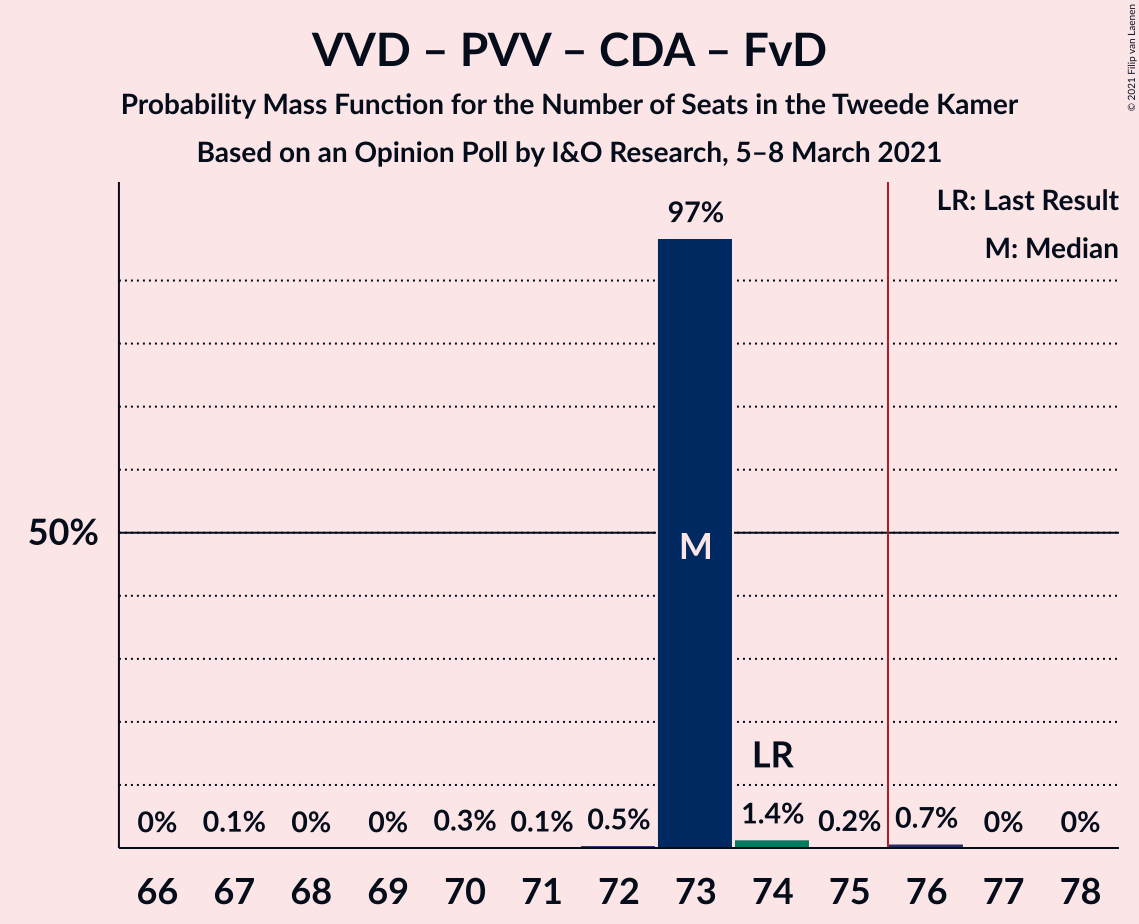 VVD – PVV – CDA – FvD
Probability Mass Function for the Number of Seats in the Tweede Kamer
Based on an Opinion Poll by I&O Research, 5–8 March 2021
© 2021 Filip van Laenen
LR: Last Result
M: Median
97%
50%
M
LR
0% 0.1% 0% 0% 0.3% 0.1% 0.5% 1.4% 0.2% 0.7% 0% 0%
66 67 68 69 70 71 72 73 74 75 76 77 78